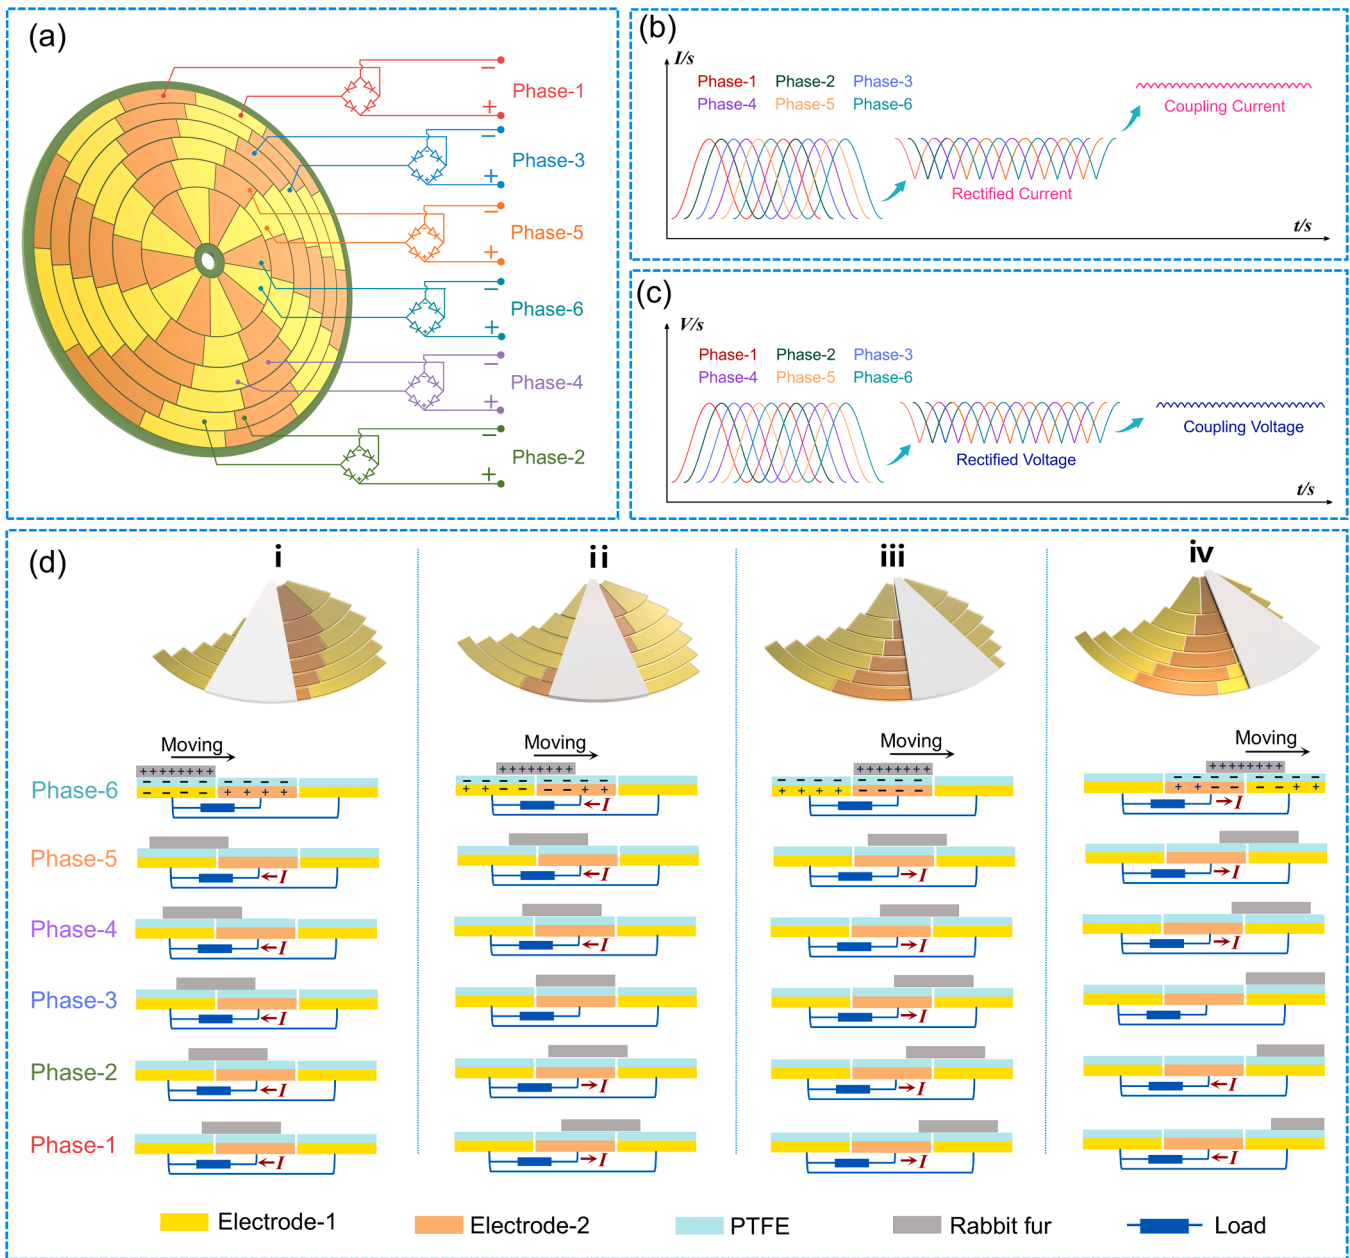 (a)
Phase-1
Phase-3
Phase-5
Phase-6
Phase-4
Phase-2
(b)
I/s
Phase-1 Phase-2 Phase-3
Phase-4 Phase-5 Phase-6
Coupling Current
Rectified Current
t/s
(c)
V/s
Phase-1 Phase-2 Phase-3
Phase-4 Phase-5 Phase-6
Coupling Voltage
Rectified Voltage
t/s
(d)
i ii iii iv
Moving Moving Moving Moving
Phase-6 I I
Phase-5 I I I I
Phase-4 I I I I
Phase-3 I I
Phase-2 I I I I
Phase-1 I I I I
Electrode-1 Electrode-2 PTFE Rabbit fur Load